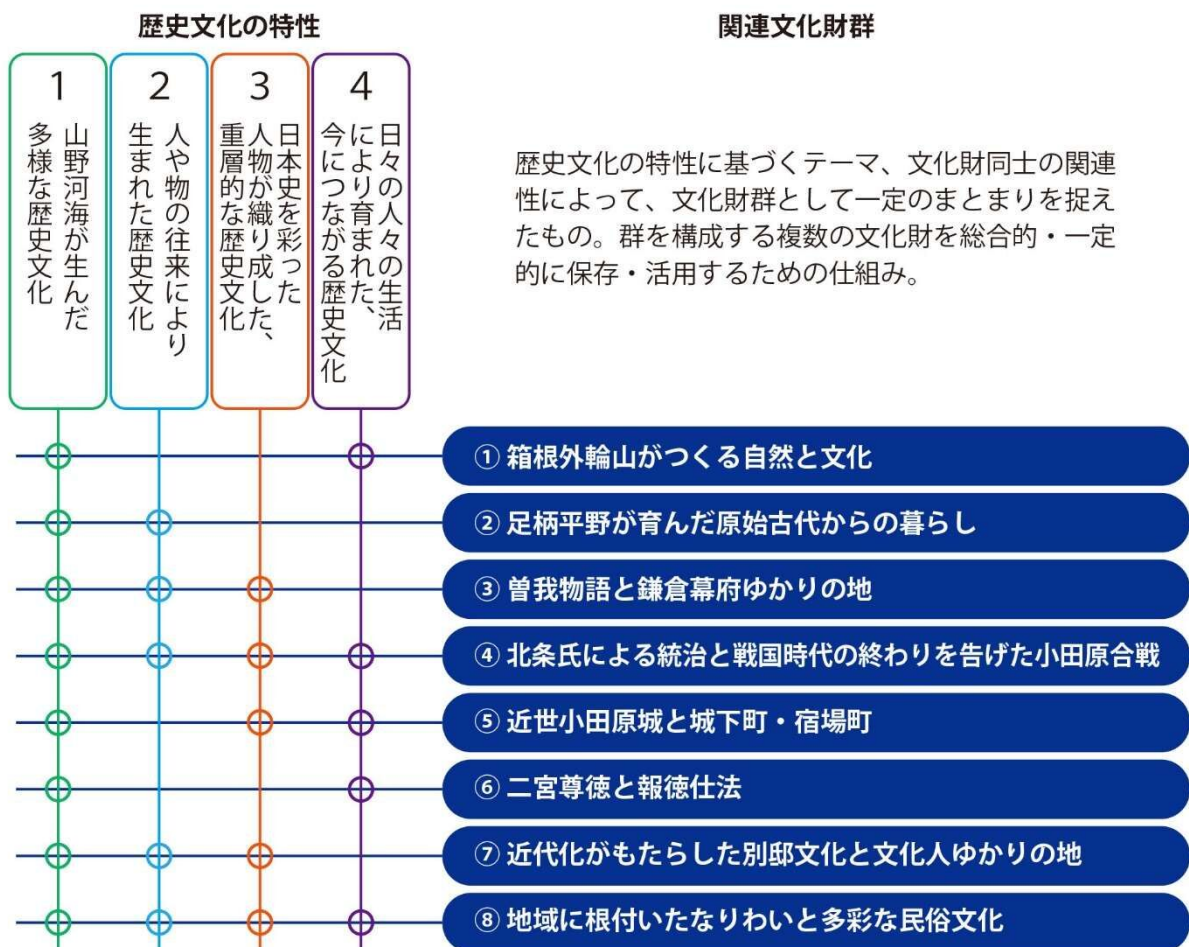 歴史文化の特性
関連文化財群
1
山野河海が生んだ
多様な歴史文化
2
人や物の往来により
生まれた歴史文化
3
日本史を彩った
人物が織り成した、
重層的な歴史文化
4
日々の人々の生活
により育まれた、
今につながる歴史文化
歴史文化の特性に基づくテーマ、文化財同士の関連
性によって、文化財群として一定のまとまりを捉え
たもの。群を構成する複数の文化財を総合的・一定
的に保存・活用するための仕組み。
① 箱根外輪山がつくる自然と文化
② 足柄平野が育んだ原始古代からの暮らし
③ 曽我物語と鎌倉幕府ゆかりの地
④ 北条氏による統治と戦国時代の終わりを告げた小田原合戦
⑤ 近世小田原城と城下町・宿場町
⑥ 二宮尊徳と報徳仕法
⑦ 近代化がもたらした別邸文化と文化人ゆかりの地
⑧ 地域に根付いたなりわいと多彩な民俗文化